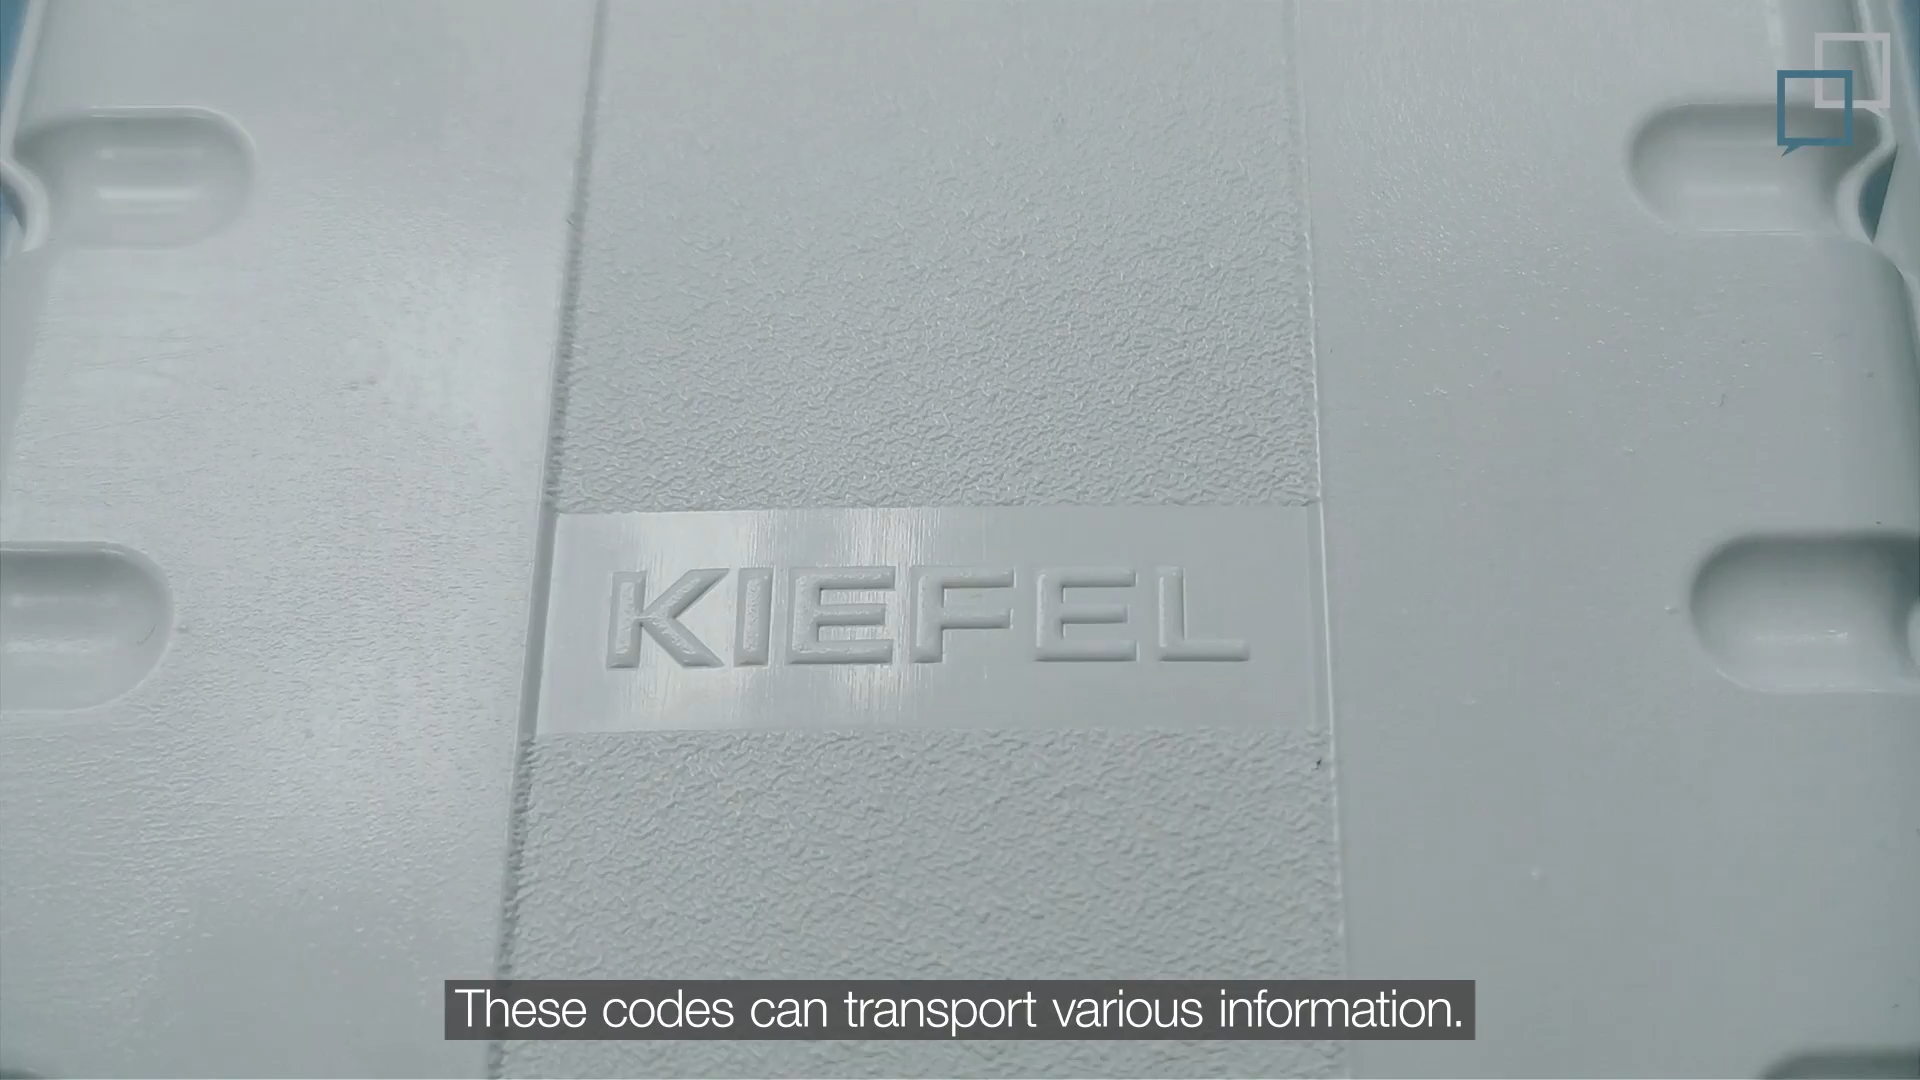 KIEFEL
These codes can transport various information.